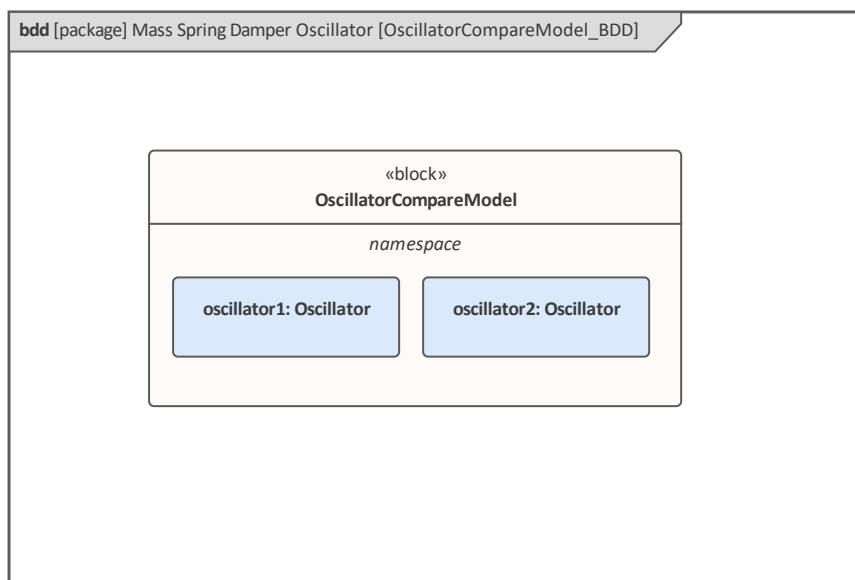 bdd [package] Mass Spring Damper Oscillator [OscillatorCompareModel_BDD]
«block»
OscillatorCompareModel
namespace
oscillator1: Oscillator
oscillator2: Oscillator